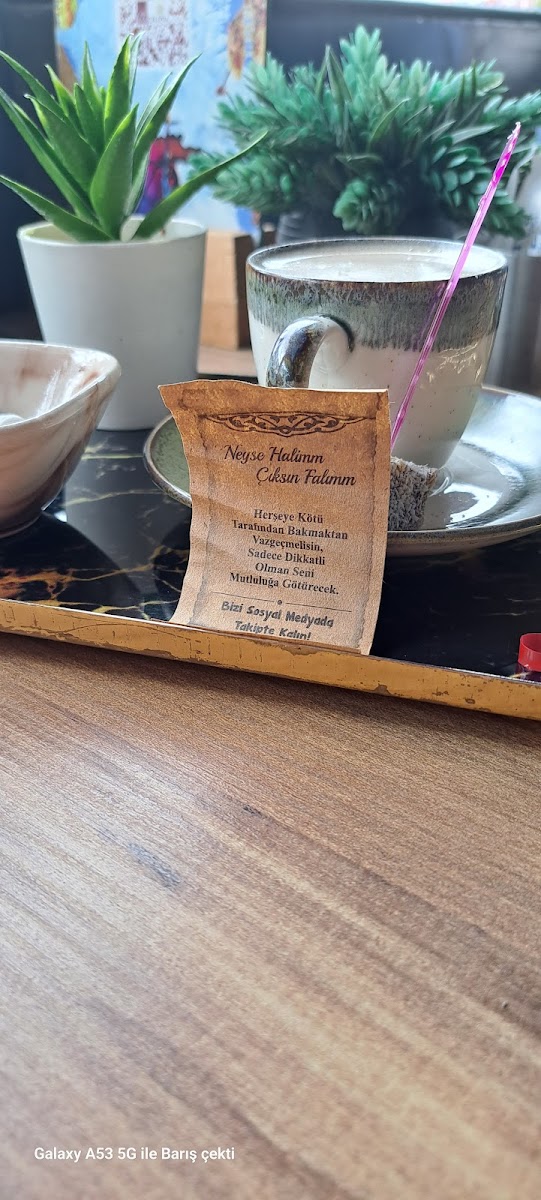 Neyse Halimm
Çıksın Falımm
Herşeye Kötü
Tarafından Bakmaktan
Vazgeçmelisin,
Sadece Dikkatli
Olman Seni
Mutluluğa Götürecek.
Bizi Sosyal Medyada
Takipte Kalın!
Galaxy A53 5G ile Barış çekti